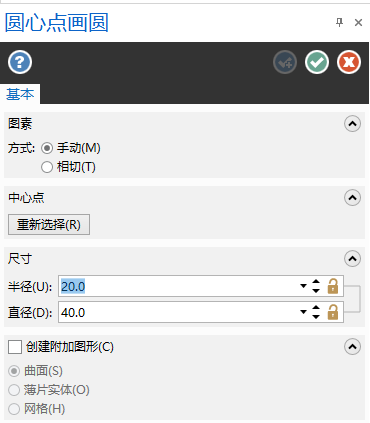 圆心点画圆
基本
图素
方式: 手动(M)
相切(T)
中心点
重新选择(R)
尺寸
半径(U): 20.0
直径(D): 40.0
创建附加图形(C)
曲面(S)
薄片实体(O)
网格(H)